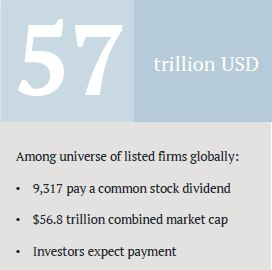 57
trillion USD
Among universe of listed firms globally:
• 9,317 pay a common stock dividend
• $56.8 trillion combined market cap
• Investors expect payment